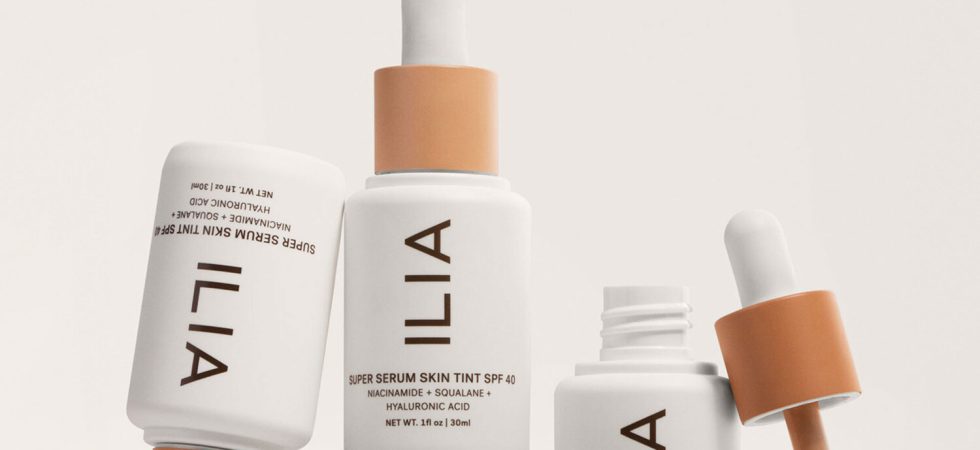 ILIA
SUPER SERUM SKIN TINT SPF 40
NIACINAMIDE + SQUALANE +
HYALURONIC ACID
NET WT. 1fl oz | 30ml
ILIA
SUPER SERUM SKIN TINT SPF 40
NIACINAMIDE + SQUALANE +
HYALURONIC ACID
NET WT. 1fl oz | 30ml
IA